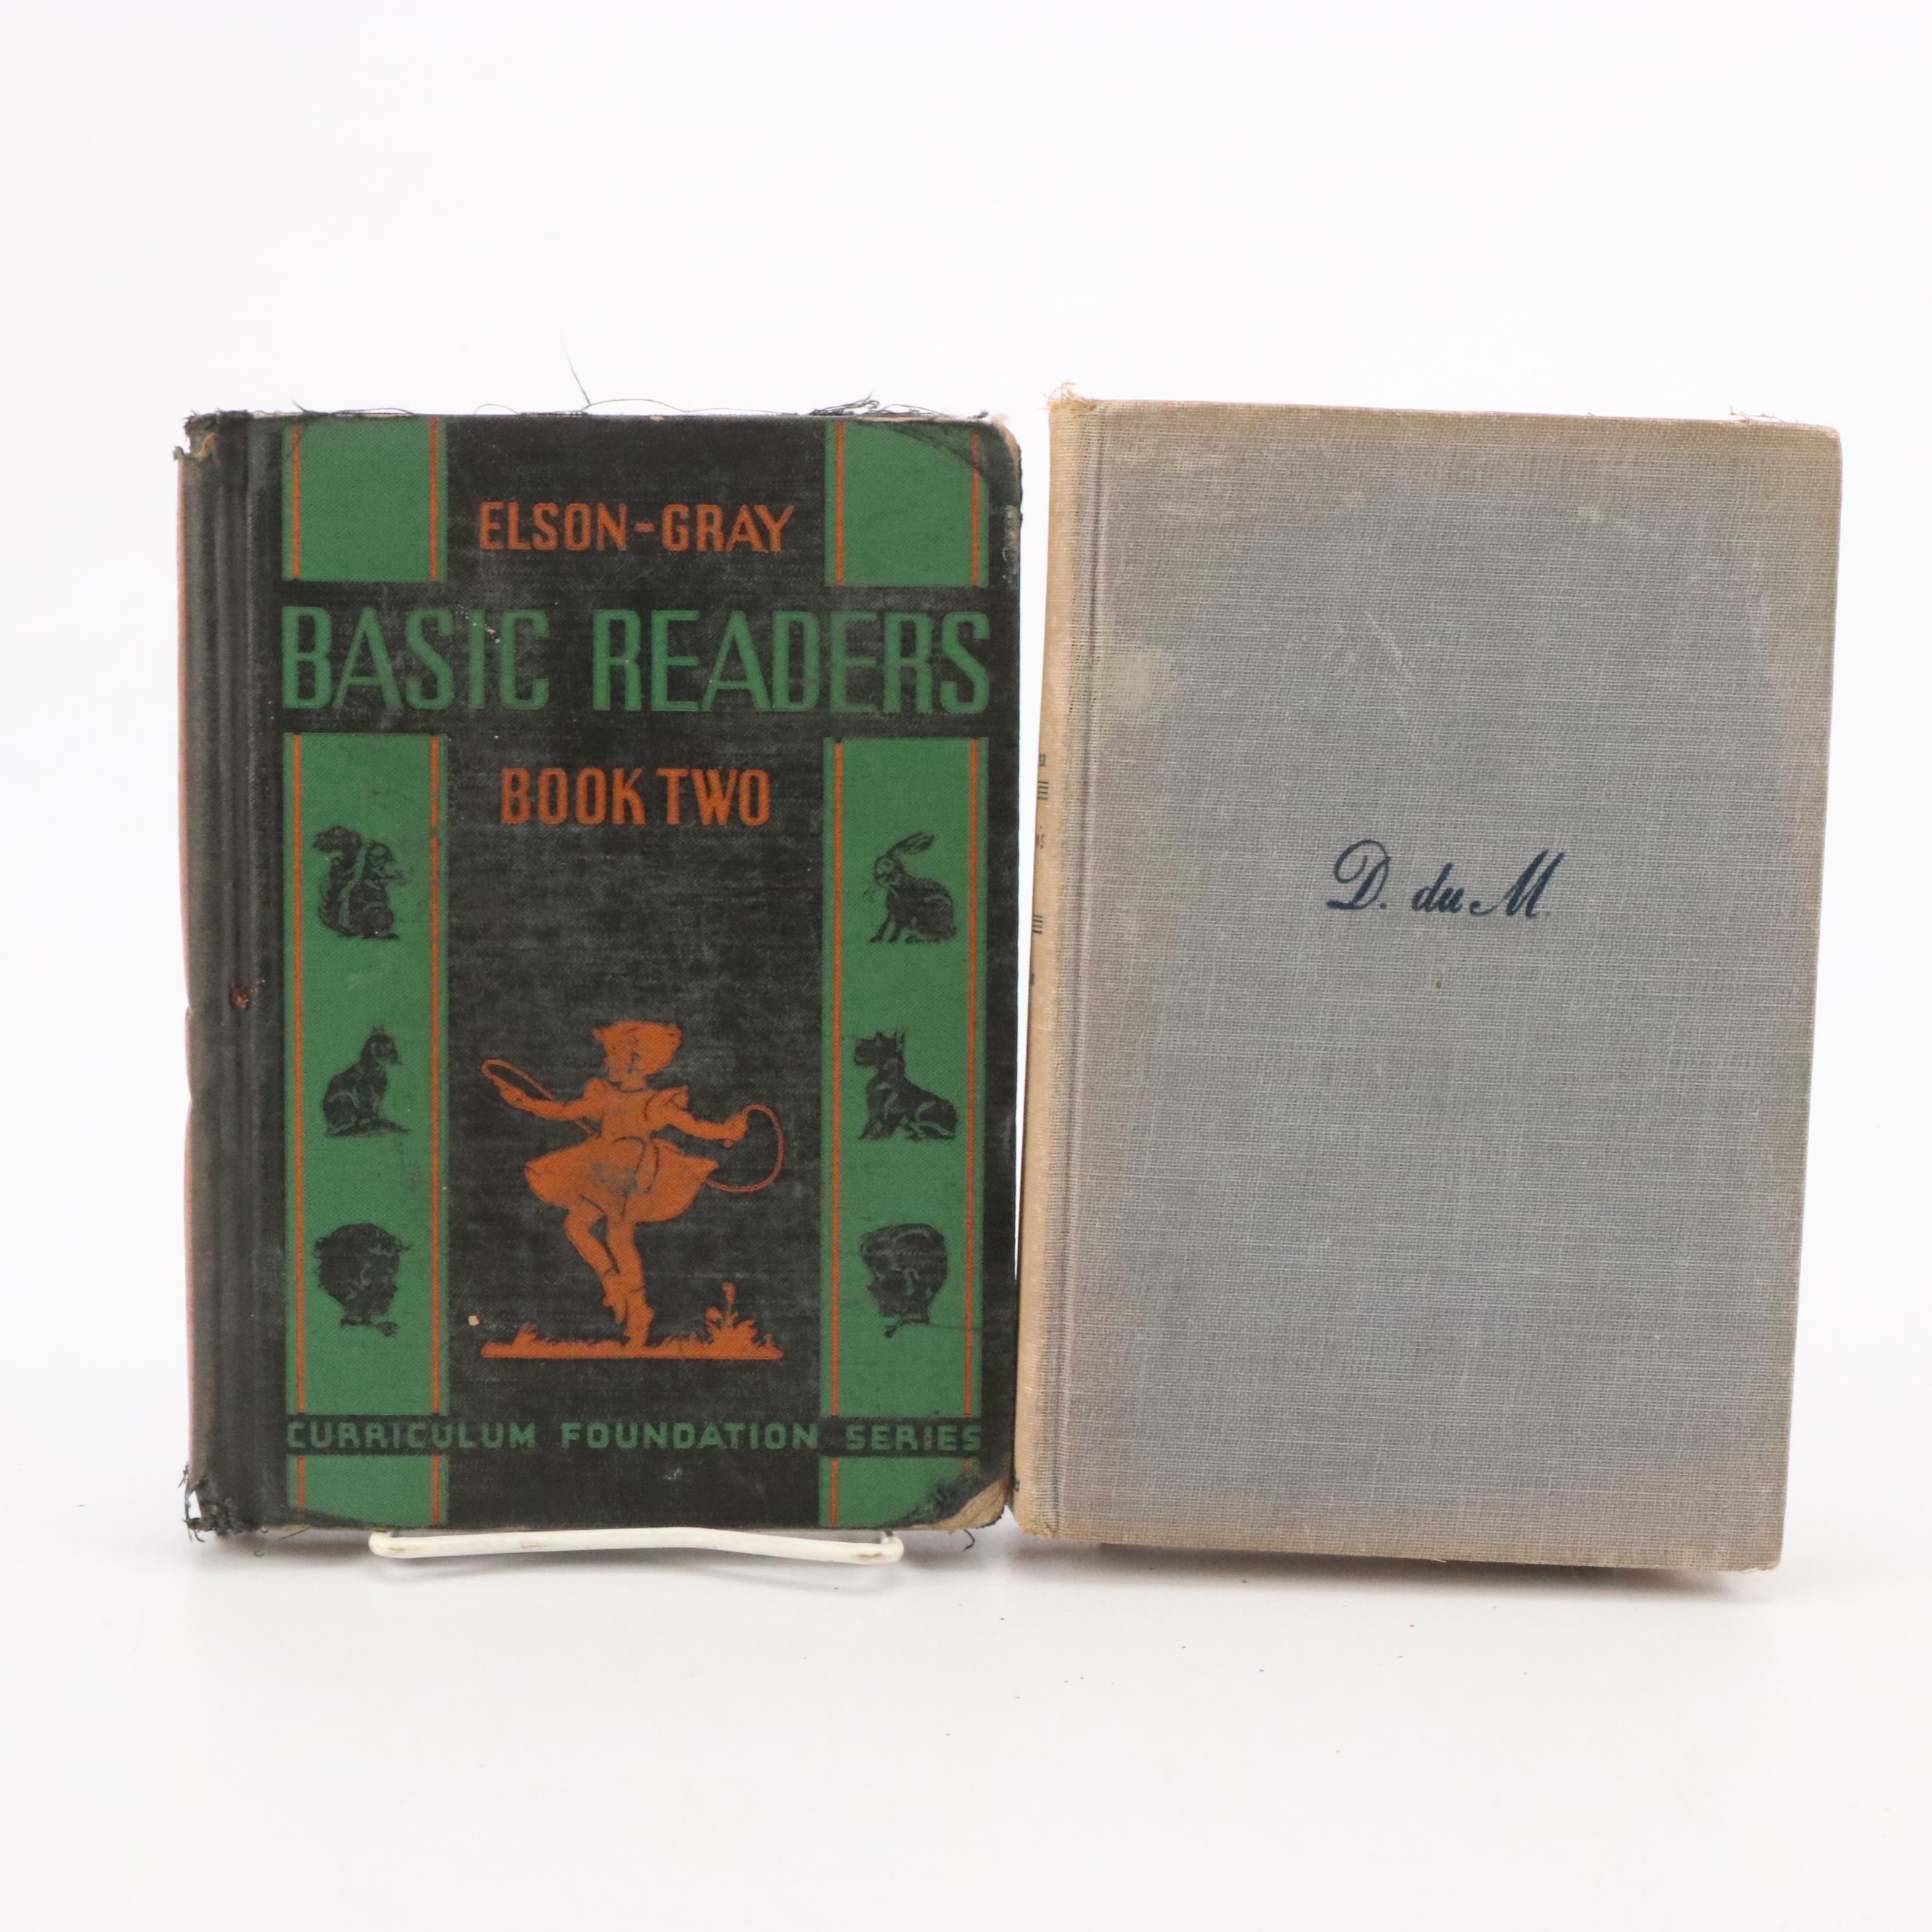 ELSON-GRAY
BASIC READERS
BOOK TWO
CURRICULUM FOUNDATION SERIES
D. du M.